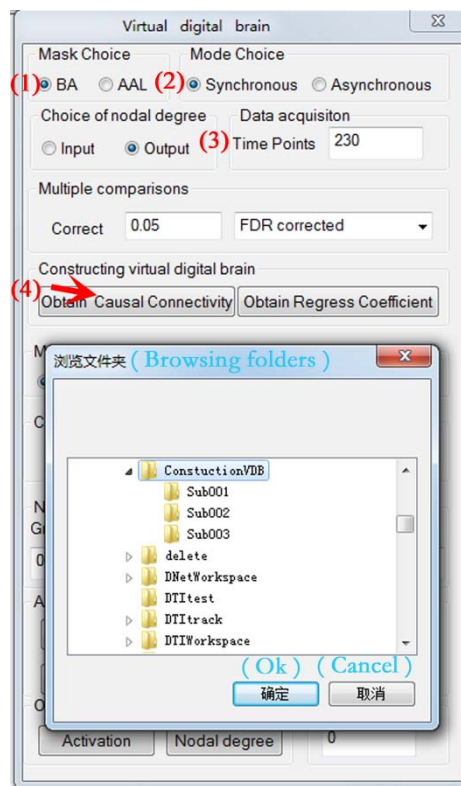 Virtual digital brain
Mask Choice Mode Choice
(1) BA AAL (2) Synchronous Asynchronous
Choice of nodal degree Data acquisiton
Input Output (3) Time Points 230
Multiple comparisons
Correct 0.05 FDR corrected
Constructing virtual digital brain
(4) Obtain Causal Connectivity Obtain Regress Coefficient
M
浏览文件夹 ( Browsing folders )
C
ConstuctionVDB
Sub001
Sub002
N Sub003
G
0 delete
DNetWorkspace
A DTItest
DTItrack
DTIWorkspace
( Ok ) ( Cancel )
确定 取消
O
Activation Nodal degree 0